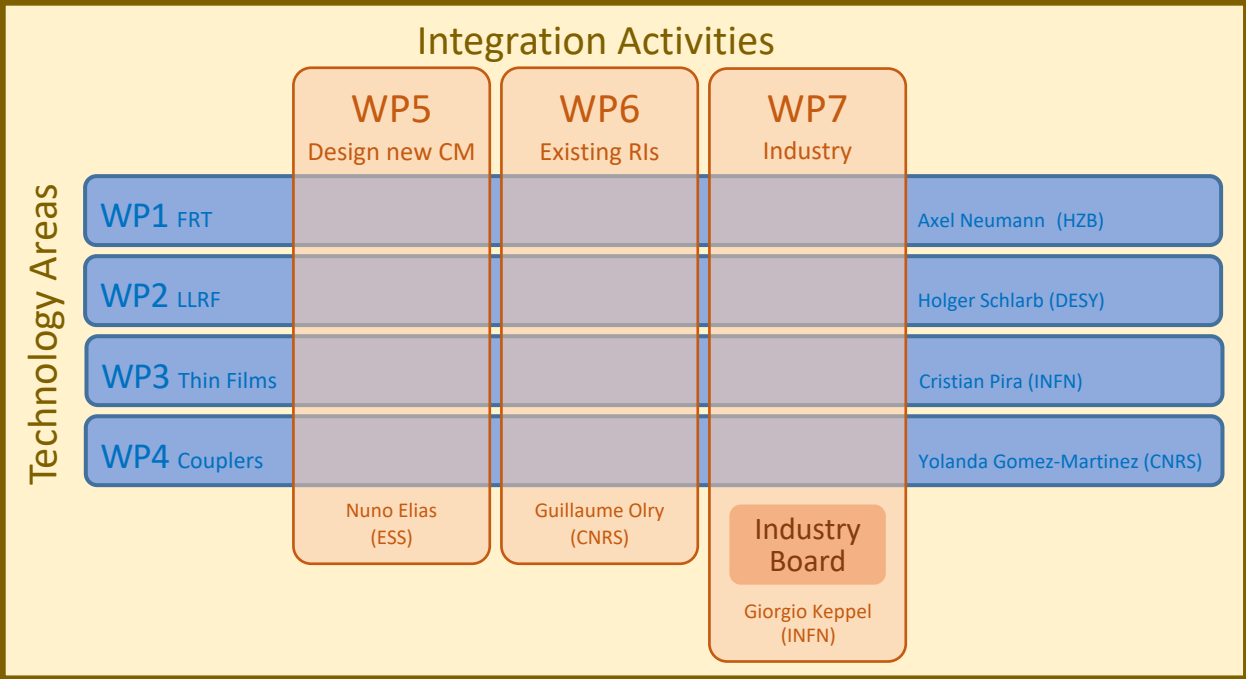 Integration Activities
WP5
Design new CM
WP6
Existing RIs
WP7
Industry
Technology Areas
WP1 FRT
Axel Neumann (HZB)
WP2 LLRF
Holger Schlarb (DESY)
WP3 Thin Films
Cristian Pira (INFN)
WP4 Couplers
Yolanda Gomez-Martinez (CNRS)
Nuno Elias
(ESS)
Guillaume Olry
(CNRS)
Industry
Board
Giorgio Keppel
(INFN)